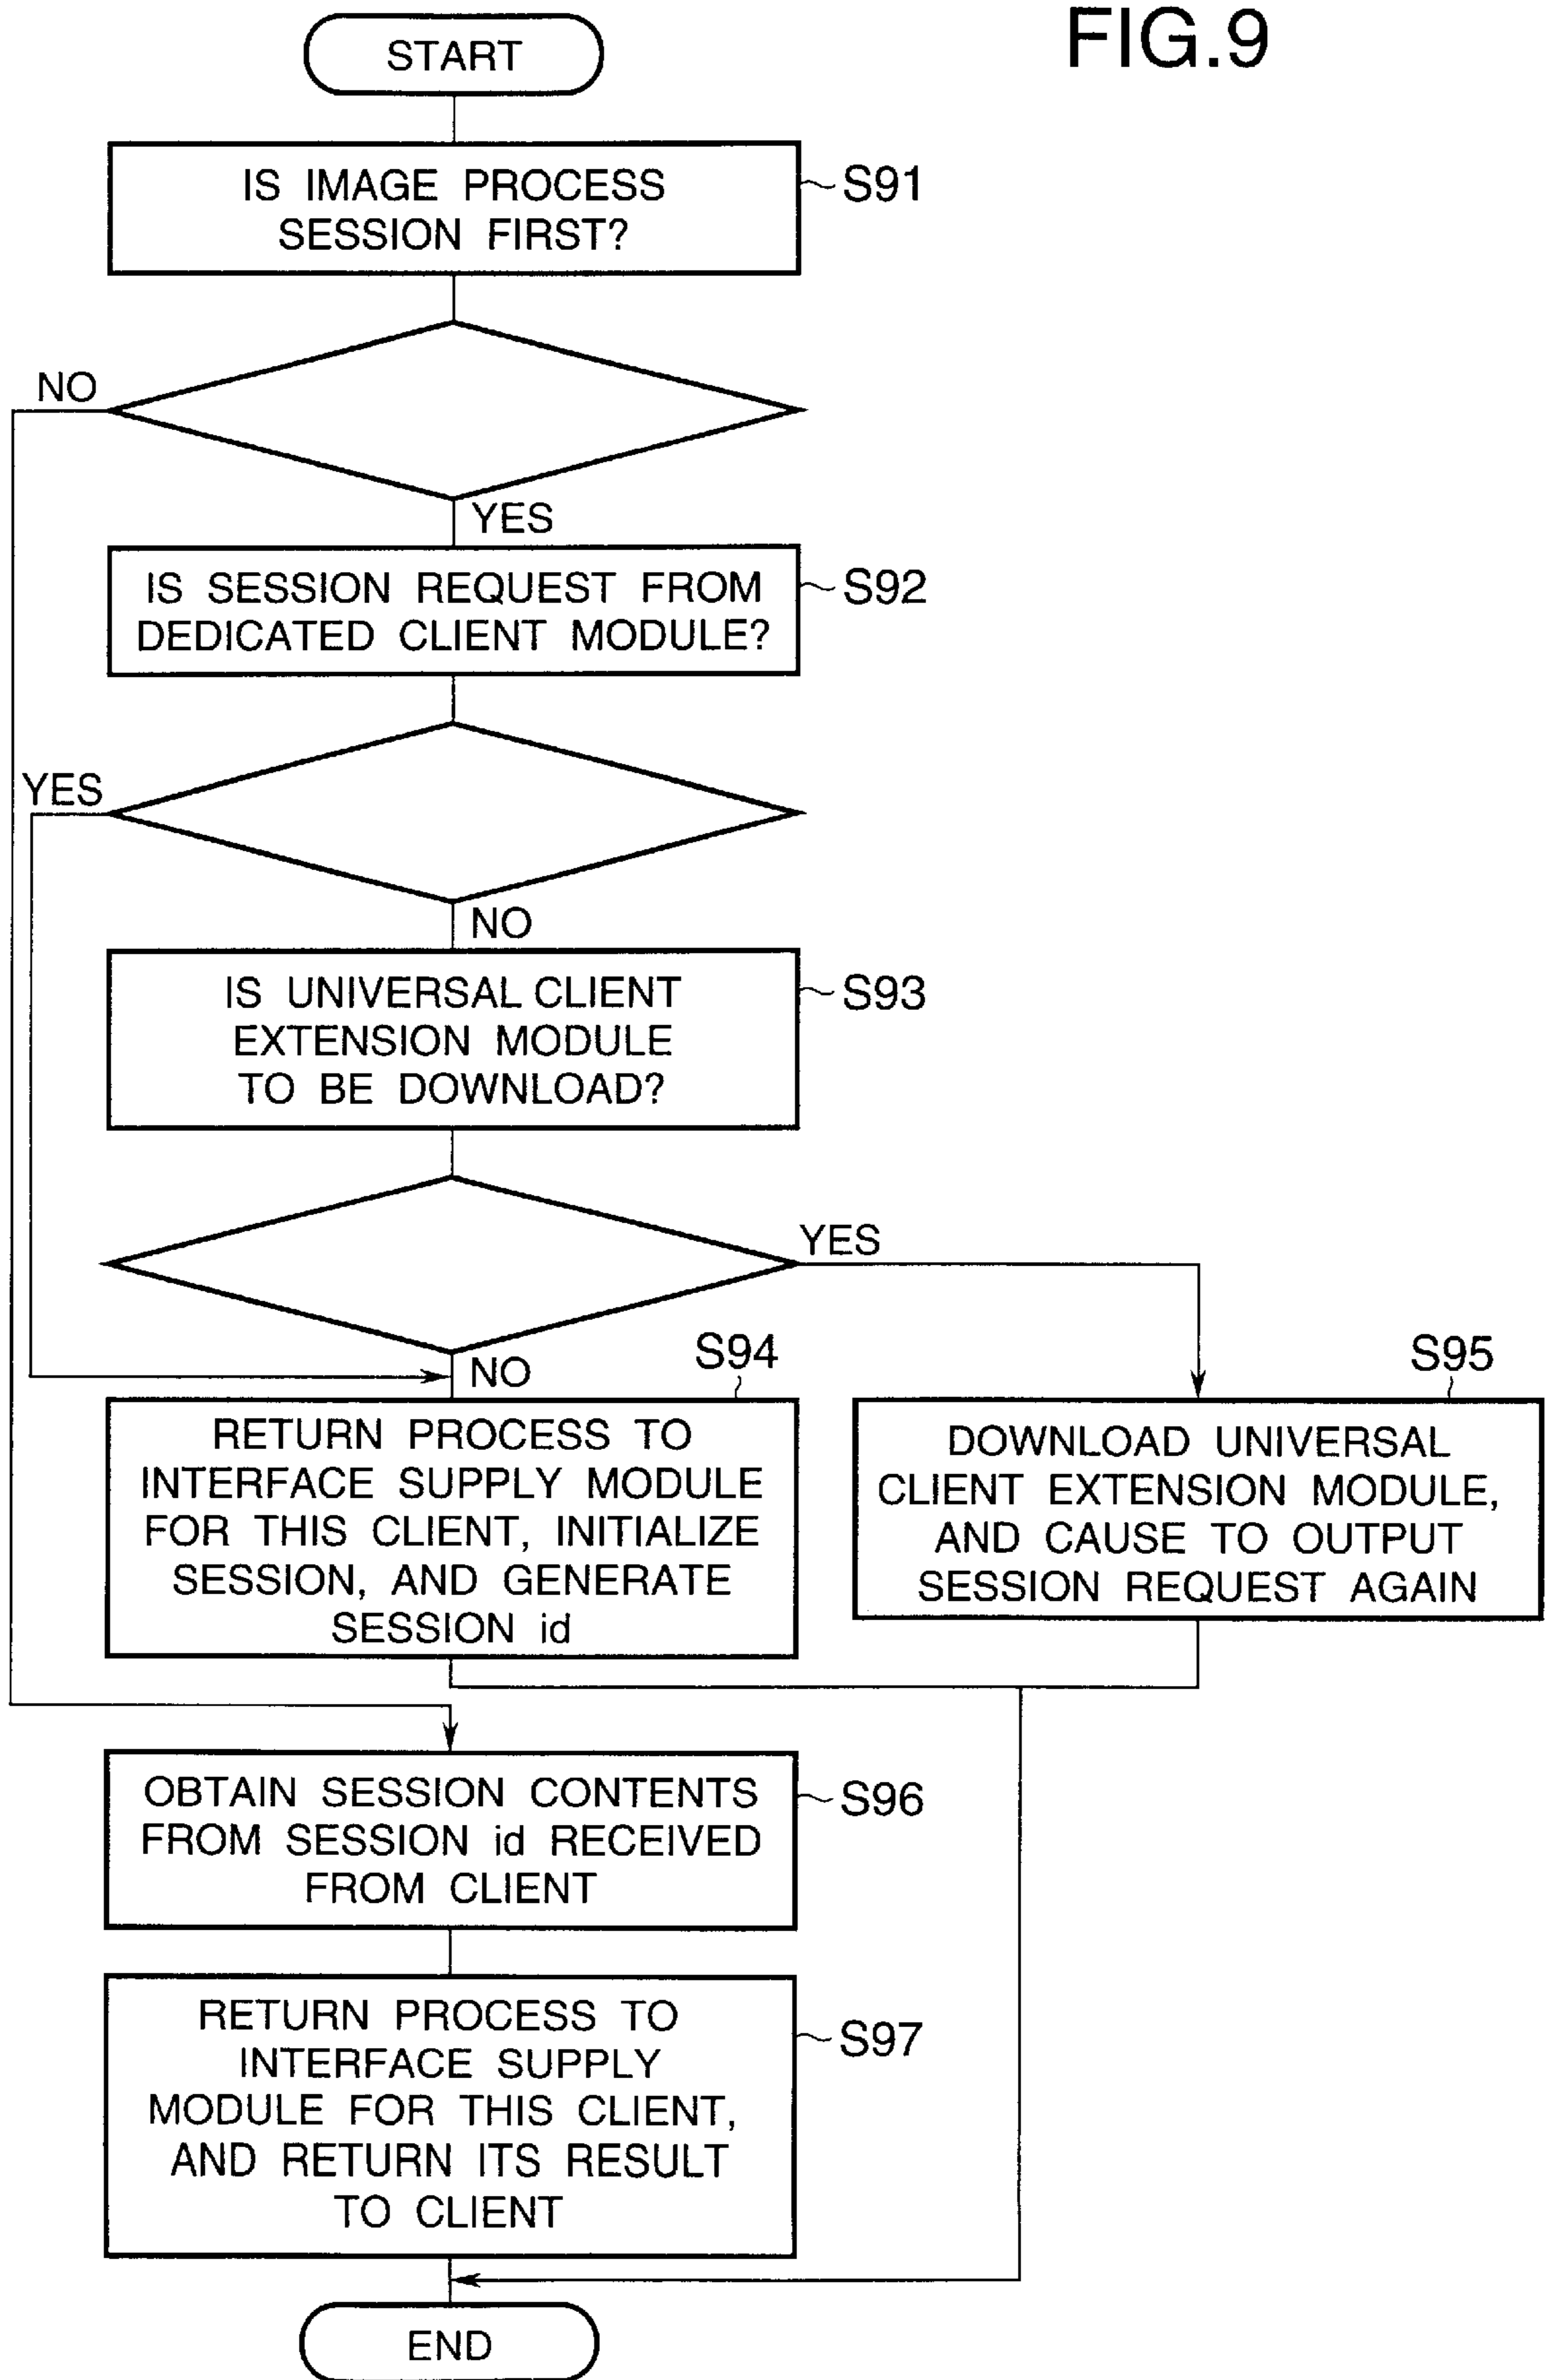 FIG.9
START
IS IMAGE PROCESS
SESSION FIRST?
S91
NO
YES
IS SESSION REQUEST FROM
DEDICATED CLIENT MODULE?
S92
YES
NO
IS UNIVERSAL CLIENT
EXTENSION MODULE
TO BE DOWNLOAD?
S93
YES
NO
S94
RETURN PROCESS TO
INTERFACE SUPPLY MODULE
FOR THIS CLIENT, INITIALIZE
SESSION, AND GENERATE
SESSION id
S95
DOWNLOAD UNIVERSAL
CLIENT EXTENSION MODULE,
AND CAUSE TO OUTPUT
SESSION REQUEST AGAIN
OBTAIN SESSION CONTENTS
FROM SESSION id RECEIVED
FROM CLIENT
S96
RETURN PROCESS TO
INTERFACE SUPPLY
MODULE FOR THIS CLIENT,
AND RETURN ITS RESULT
TO CLIENT
S97
END